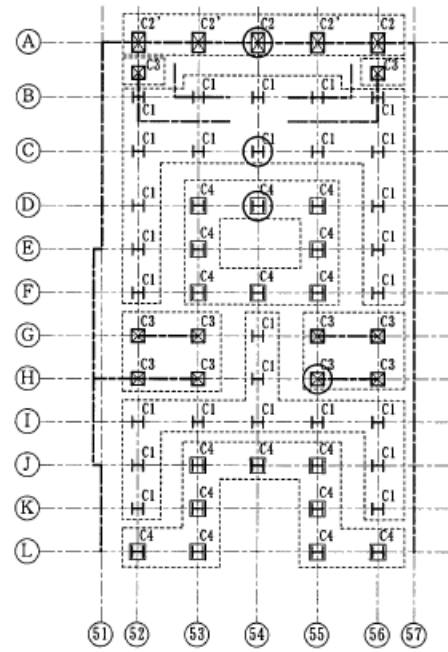 C2' C2' C2 C2' C2
A
C3 C3
C1 C1 C1 C1
B
C1
C1 C1 C1 C1
C
C1 C4 C4 C4 C1
D
C1 C4 C4 C1
E
C1 C4 C4 C4 C1
F
C3 C3 C1 C3 C3
G
C3 C3 C1 C3 C3
H
C1 C1 C1 C1 C1
I
C1 C4 C4 C4 C1
J
C1 C4 C4 C1
K
C4 C4 C4 C4
L
51 52 53 54 55 56 57